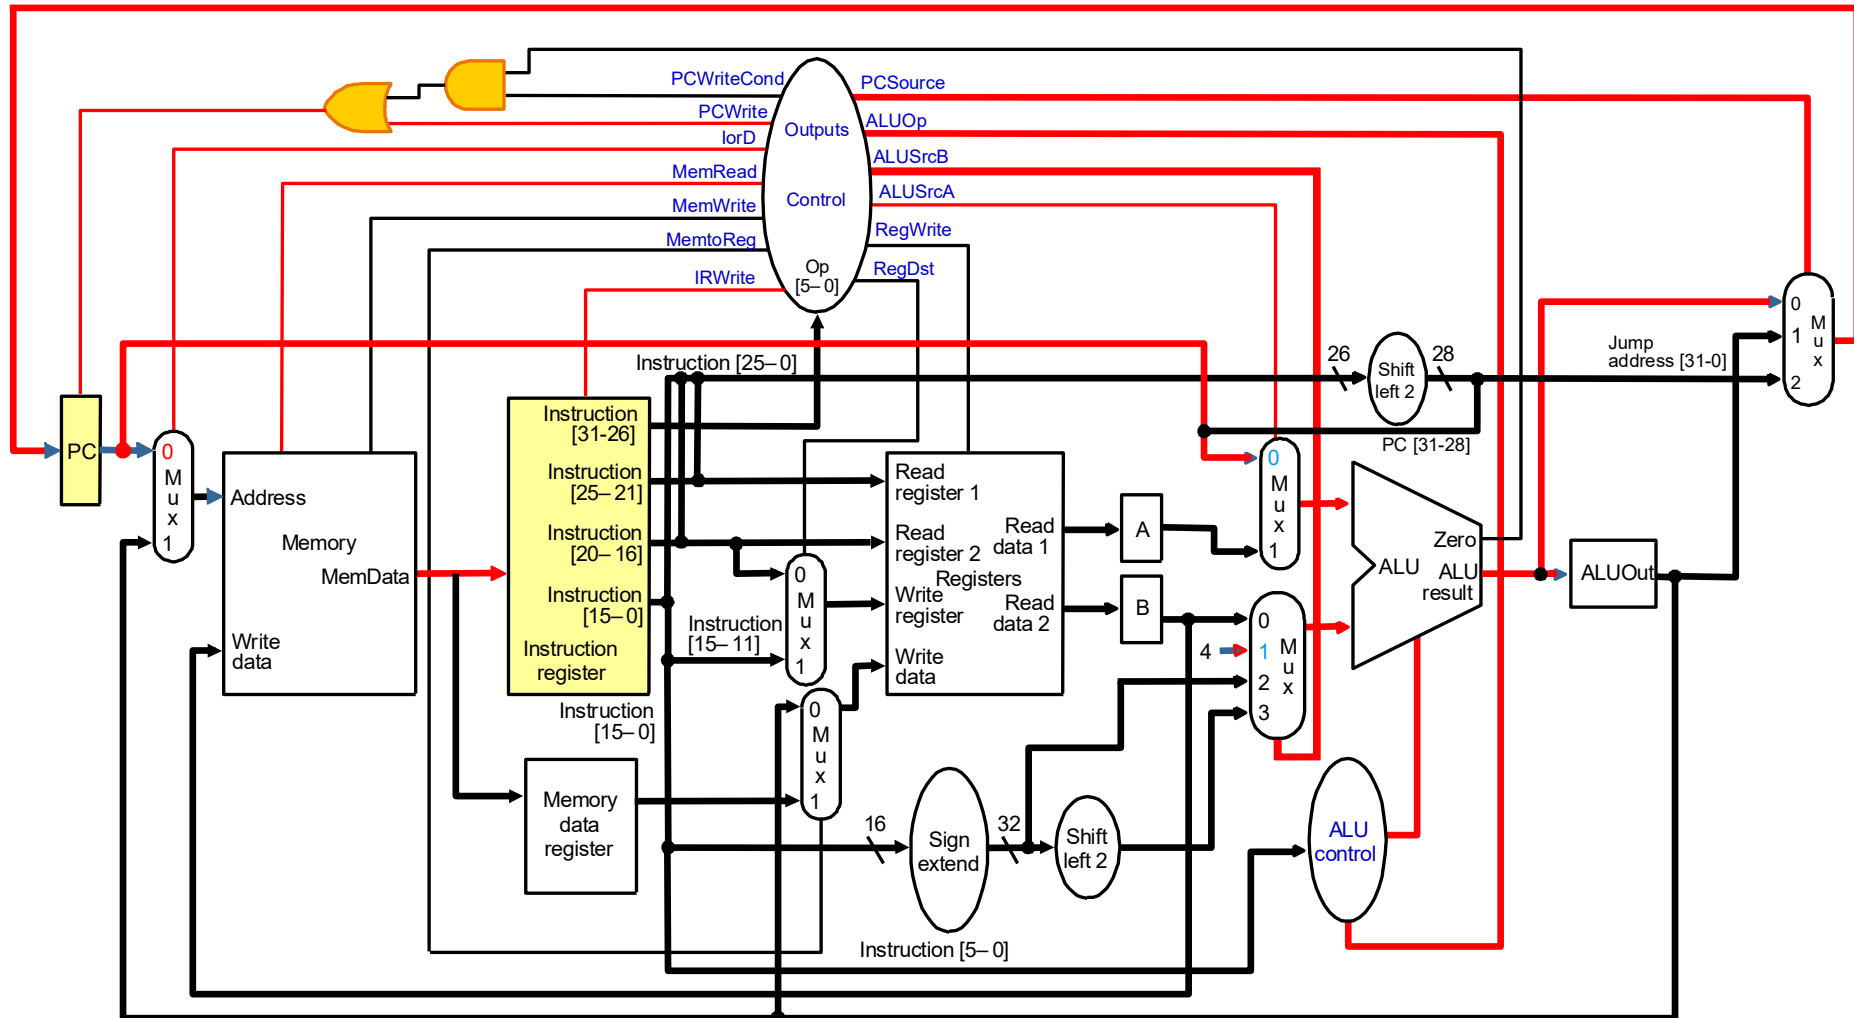 PCWriteCond
PCSource
PCWrite
ALUOp
IorD
Outputs
MemRead
ALUSrcB
MemWrite
Control
ALUSrcA
MemtoReg
RegWrite
IRWrite
Op
[5–0]
RegDst
Instruction [25–0]
26
Shift
left 2
28
Jump
address [31-0]
0
1
2
M
u
x
PC [31-28]
PC
0
M
u
x
1
Address
Memory
MemData
Write
data
Instruction
[31-26]
Instruction
[25–21]
Instruction
[20–16]
Instruction
[15–0]
Instruction
register
Instruction
[15–11]
0
M
u
x
1
Read
register 1
Read
register 2
Registers
Write
register
Write
data
Read
data 1
Read
data 2
A
B
0
M
u
x
1
4
0
1
2
3
M
u
x
Zero
ALU
ALU
result
ALUOut
Instruction
[15–0]
0
M
u
x
1
Memory
data
register
16
Sign
extend
32
Shift
left 2
ALU
control
Instruction [5–0]